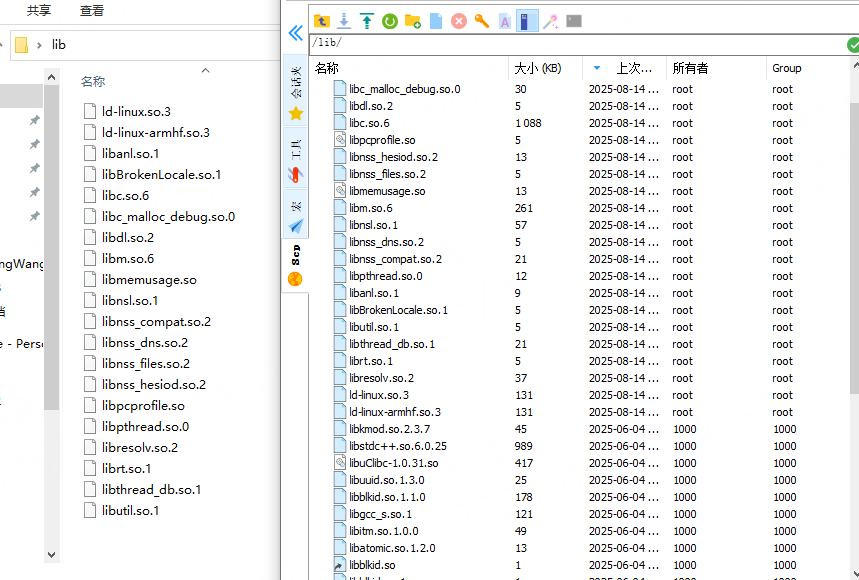 共享 查看
lib
名称
ld-linux.so.3
ld-linux-armhf.so.3
libanl.so.1
libBrokenLocale.so.1
libc.so.6
libc_malloc_debug.so.0
libdl.so.2
libm.so.6
libmemusage.so
libnsl.so.1
libnss_compat.so.2
libnss_dns.so.2
libnss_files.so.2
libnss_hesiod.so.2
libpcprofile.so
libpthread.so.0
libresolv.so.2
librt.so.1
libthread_db.so.1
libutil.so.1
ngWang
e - Perso
会话夹
工具
宏
Scp
/lib/
名称 大小 (KB) 上次... 所有者 Group
libc_malloc_debug.so.0 30 2025-08-14 ... root root
libdl.so.2 5 2025-08-14 ... root root
libc.so.6 1 088 2025-08-14 ... root root
libpcprofile.so 5 2025-08-14 ... root root
libnss_hesiod.so.2 13 2025-08-14 ... root root
libnss_files.so.2 5 2025-08-14 ... root root
libmemusage.so 13 2025-08-14 ... root root
libm.so.6 261 2025-08-14 ... root root
libnsl.so.1 57 2025-08-14 ... root root
libnss_dns.so.2 5 2025-08-14 ... root root
libnss_compat.so.2 21 2025-08-14 ... root root
libpthread.so.0 12 2025-08-14 ... root root
libanl.so.1 9 2025-08-14 ... root root
libBrokenLocale.so.1 5 2025-08-14 ... root root
libutil.so.1 5 2025-08-14 ... root root
libthread_db.so.1 21 2025-08-14 ... root root
librt.so.1 5 2025-08-14 ... root root
libresolv.so.2 37 2025-08-14 ... root root
ld-linux.so.3 131 2025-08-14 ... root root
ld-linux-armhf.so.3 131 2025-08-14 ... root root
libkmod.so.2.3.7 45 2025-06-04 ... 1000 1000
libstdc++.so.6.0.25 989 2025-06-04 ... 1000 1000
libuClibc-1.0.31.so 417 2025-06-04 ... 1000 1000
libuuid.so.1.3.0 25 2025-06-04 ... 1000 1000
libblkid.so.1.1.0 178 2025-06-04 ... 1000 1000
libgcc_s.so.1 121 2025-06-04 ... 1000 1000
libitm.so.1.0.0 49 2025-06-04 ... 1000 1000
libatomic.so.1.2.0 13 2025-06-04 ... 1000 1000
libblkid.so 1 2025-06-04 ... 1000 1000